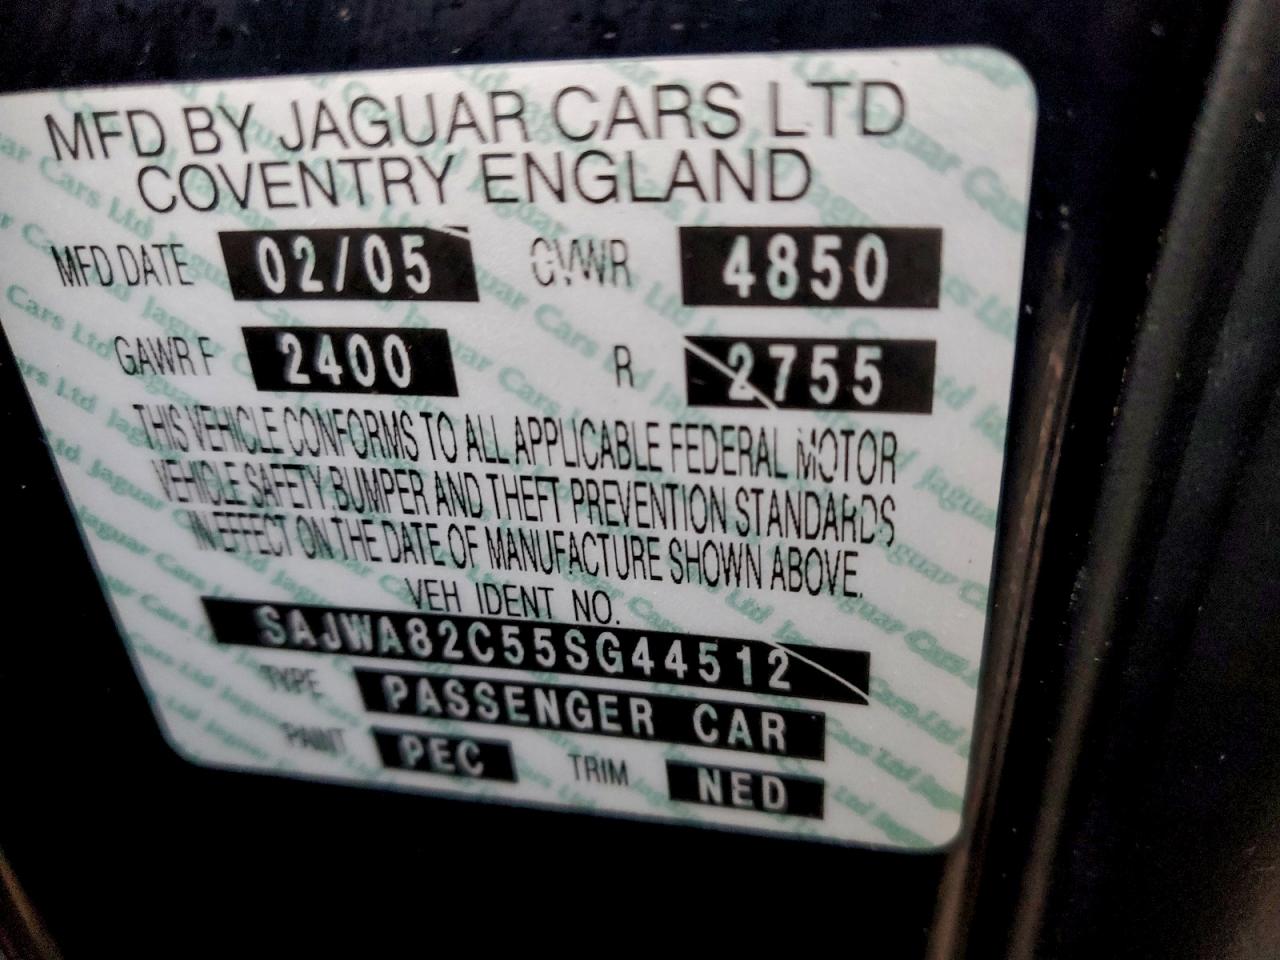 MFD BY JAGUAR CARS LTD
COVENTRY ENGLAND
MFD DATE 02/05 GVWR 4850
GAWR F 2400 R 2755
THIS VEHICLE CONFORMS TO ALL APPLICABLE FEDERAL MOTOR
VEHICLE SAFETY, BUMPER AND THEFT PREVENTION STANDARDS
IN EFFECT ON THE DATE OF MANUFACTURE SHOWN ABOVE.
VEH IDENT NO.
SAJWA82C55SG44512
TYPE PASSENGER CAR
PAINT PEC TRIM NED